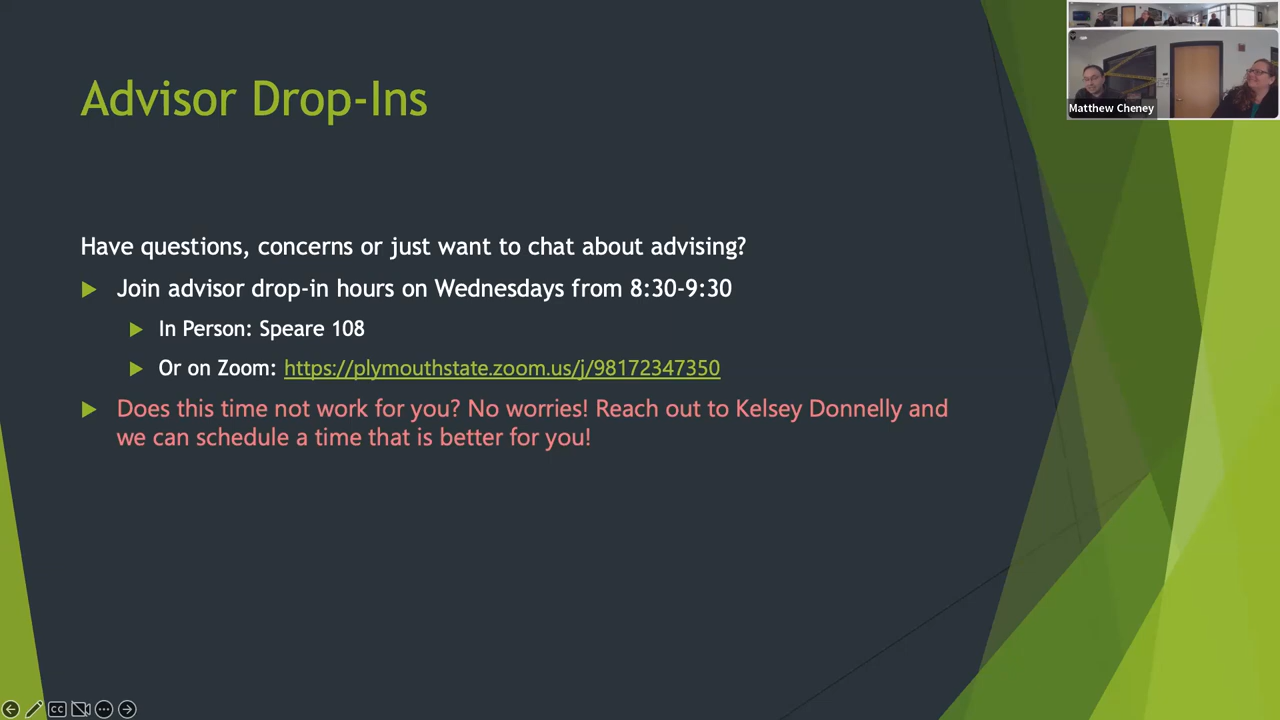 Advisor Drop-Ins
Matthew Cheney
Have questions, concerns or just want to chat about advising?
Join advisor drop-in hours on Wednesdays from 8:30-9:30
In Person: Speare 108
Or on Zoom: https://plymouthstate.zoom.us/j/98172347350
Does this time not work for you? No worries! Reach out to Kelsey Donnelly and
we can schedule a time that is better for you!
CC